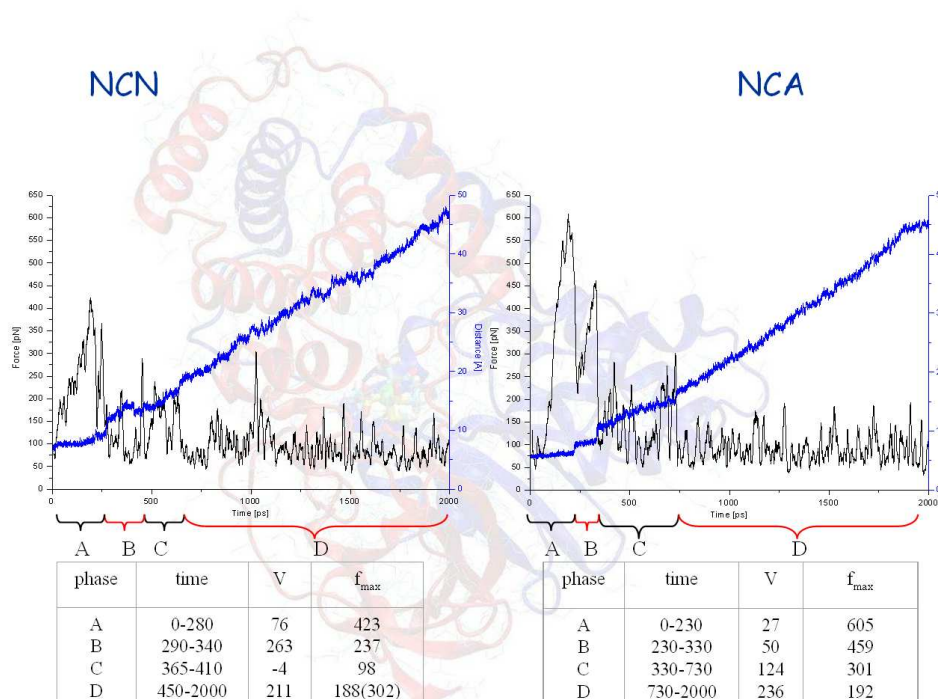 NCN
NCA
650
600
550
500
450
400
350
300
250
200
150
100
50
0
Force [pN]
50
40
30
20
10
0
Distance [A]
0
500
1000
1500
2000
Time [ps]
A
B
C
D
650
600
550
500
450
400
350
300
250
200
150
100
50
0
Force [pN]
0
500
1000
1500
2000
Time [ps]
A
B
C
D
phase time V fmax
A 0-280 76 423
B 290-340 263 237
C 365-410 -4 98
D 450-2000 211 188(302)
phase time V fmax
A 0-230 27 605
B 230-330 50 459
C 330-730 124 301
D 730-2000 236 192